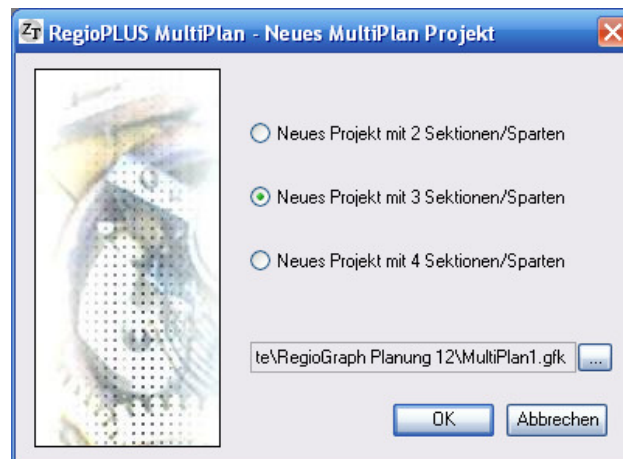 ZT RegioPLUS MultiPlan - Neues MultiPlan Projekt
Neues Projekt mit 2 Sektionen/Sparten
Neues Projekt mit 3 Sektionen/Sparten
Neues Projekt mit 4 Sektionen/Sparten
te\RegioGraph Planung 12\MultiPlan1.gfk ...
OK Abbrechen